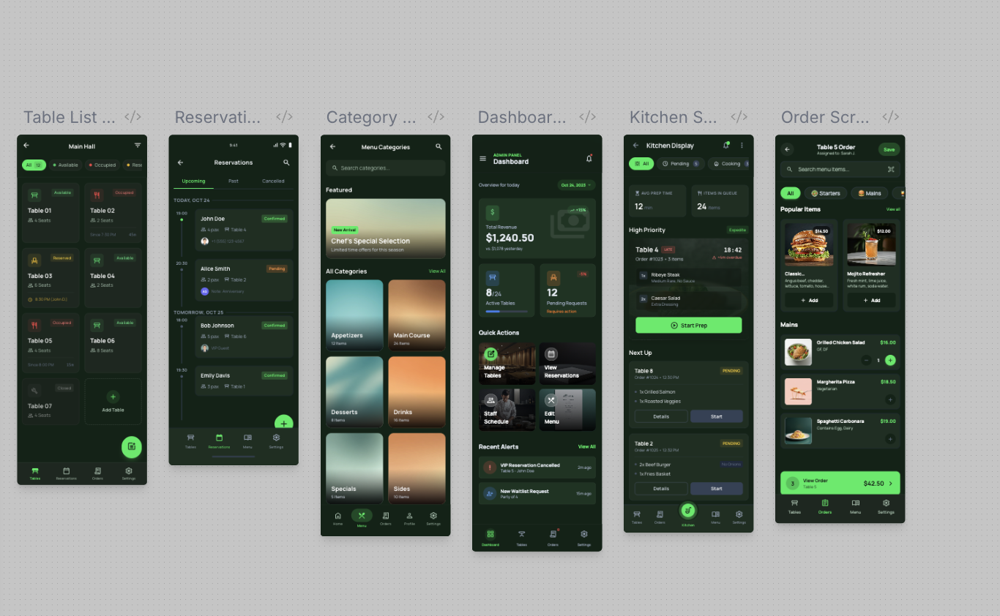 Table List ...
</>
Main Hall
All 12
Available
Occupied
Rese
Available
Table 01
4 Seats
Occupied
Table 02
2 Seats
Since 7:30 PM 45m
Reserved
Table 03
6 Seats
8:30 PM (John D.)
Available
Table 04
2 Seats
Occupied
Table 05
4 Seats
Available
Table 06
8 Seats
Closed
Table 07
4 Seats
Add Table
Tables
Reservations
Orders
Settings
Reservati...
</>
9:41
Reservations
Upcoming
Past
Cancelled
TODAY, OCT 24
19:00
John Doe
Confirmed
4 pax Table 4
20:30
Alice Smith
Pending
2 pax Table 2
Note: Anniversary
TOMORROW, OCT 25
18:00
Bob Johnson
Confirmed
5 pax Table 6
VIP Guest
19:30
Emily Davis
Confirmed
3 pax Table 1
Tables
Reservations
Menu
Settings
Category ...
</>
Menu Categories
Search categories...
Featured
New Arrival
Chef's Special Selection
Limited time offers for this season
All Categories
View All
Appetizers
12 Items
Main Course
24 Items
Desserts
8 Items
Drinks
16 Items
Specials
5 Items
Sides
10 Items
Home
Menu
Orders
Profile
Settings
Dashboar...
</>
ADMIN PANEL
Dashboard
Overview for today
Oct 24, 2023
+15%
Total Revenue
$1,240.50
vs. $1,078 yesterday
8/24
Active Tables
-5%
12
Pending Requests
Requires action
Quick Actions
Manage
Tables
View
Reservations
Staff
Schedule
Edit
Menu
Recent Alerts
View All
VIP Reservation Cancelled
Table 5 · John Doe
2m ago
New Waitlist Request
Party of 4
15m ago
Dashboard
Tables
Orders
Settings
Kitchen S...
</>
Kitchen Display
All
Pending 5
Cooking
AVG PREP TIME
12 min
ITEMS IN QUEUE
24 items
High Priority
Expedite
Table 4 LATE
18:42
Order #1023 • 3 items
~4m overdue
1x
Ribeye Steak
Medium Rare, No Sauce
2x
Caesar Salad
Extra Dressing
Start Prep
Next Up
Table 8
PENDING
Order #1024 • 12:30 PM
1x Grilled Salmon
1x Roasted Veggies
Details
Start
Table 2
PENDING
Order #1025 • 12:32 PM
2x Beef Burger
No Onions
1x Fries Basket
Details
Start
Tables
Orders
Kitchen
Menu
Settings
Order Scr...
</>
Table 5 Order
Assigned to: Sarah J.
Save
Search menu items...
All
Starters
Mains
Popular Items
View all
$14.50
Classic...
Angus beef, cheddar,
lettuce, tomato, house...
Add
$12.00
Mojito Refresher
Fresh mint, lime juice,
white rum, soda water.
Add
Mains
Grilled Chicken Salad
$16.00
GF, DF
1
Margherita Pizza
$18.50
Vegetarian
Spaghetti Carbonara
$19.00
Contains Egg, Dairy
3
View Order
Table 5
$42.50
Tables
Orders
Menu
Settings